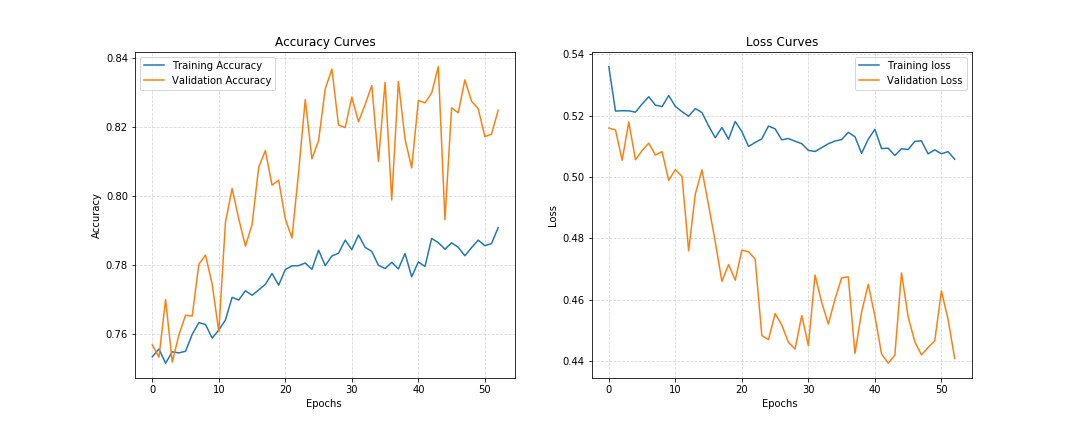 Accuracy Curves
Training Accuracy
Validation Accuracy
0.84
0.82
0.80
0.78
0.76
Accuracy
0
10
20
30
40
50
Epochs
Loss Curves
Training loss
Validation Loss
0.54
0.52
0.50
0.48
0.46
0.44
Loss
0
10
20
30
40
50
Epochs